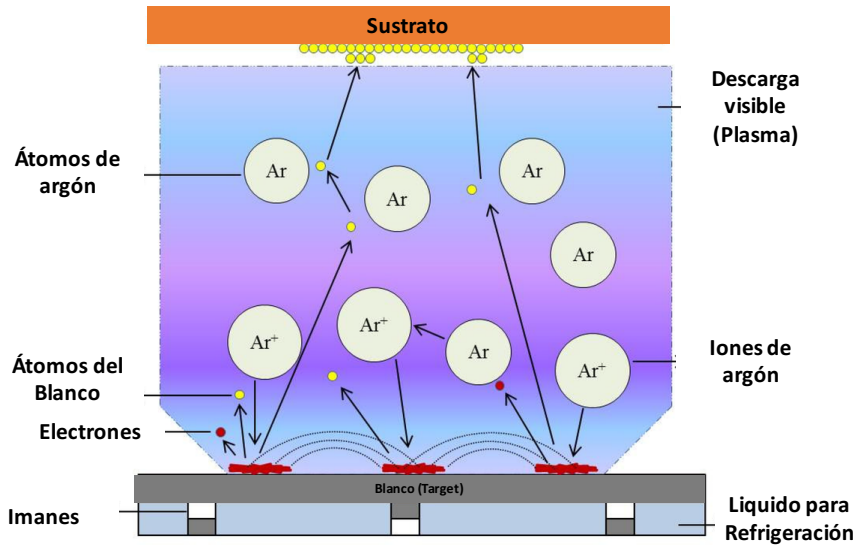 Sustrato
Descarga
visible
(Plasma)
Átomos de
argón
Ar
Ar
Ar
Ar
Ar⁺
Ar⁺
Ar
Ar⁺
Iones de
argón
Átomos del
Blanco
Electrones
Blanco (Target)
Imanes
Liquido para
Refrigeración